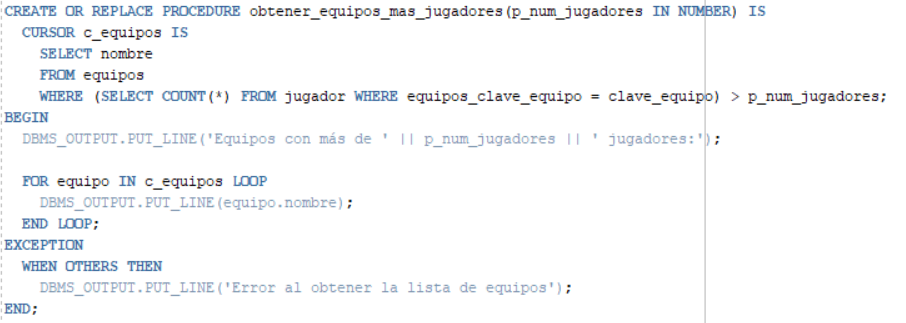 CREATE OR REPLACE PROCEDURE obtener_equipos_mas_jugadores(p_num_jugadores IN NUMBER) IS
  CURSOR c_equipos IS
    SELECT nombre
    FROM equipos
    WHERE (SELECT COUNT(*) FROM jugador WHERE equipos_clave_equipo = clave_equipo) > p_num_jugadores;
BEGIN
  DBMS_OUTPUT.PUT_LINE('Equipos con más de ' || p_num_jugadores || ' jugadores:');

  FOR equipo IN c_equipos LOOP
    DBMS_OUTPUT.PUT_LINE(equipo.nombre);
  END LOOP;
EXCEPTION
  WHEN OTHERS THEN
    DBMS_OUTPUT.PUT_LINE('Error al obtener la lista de equipos');
END;